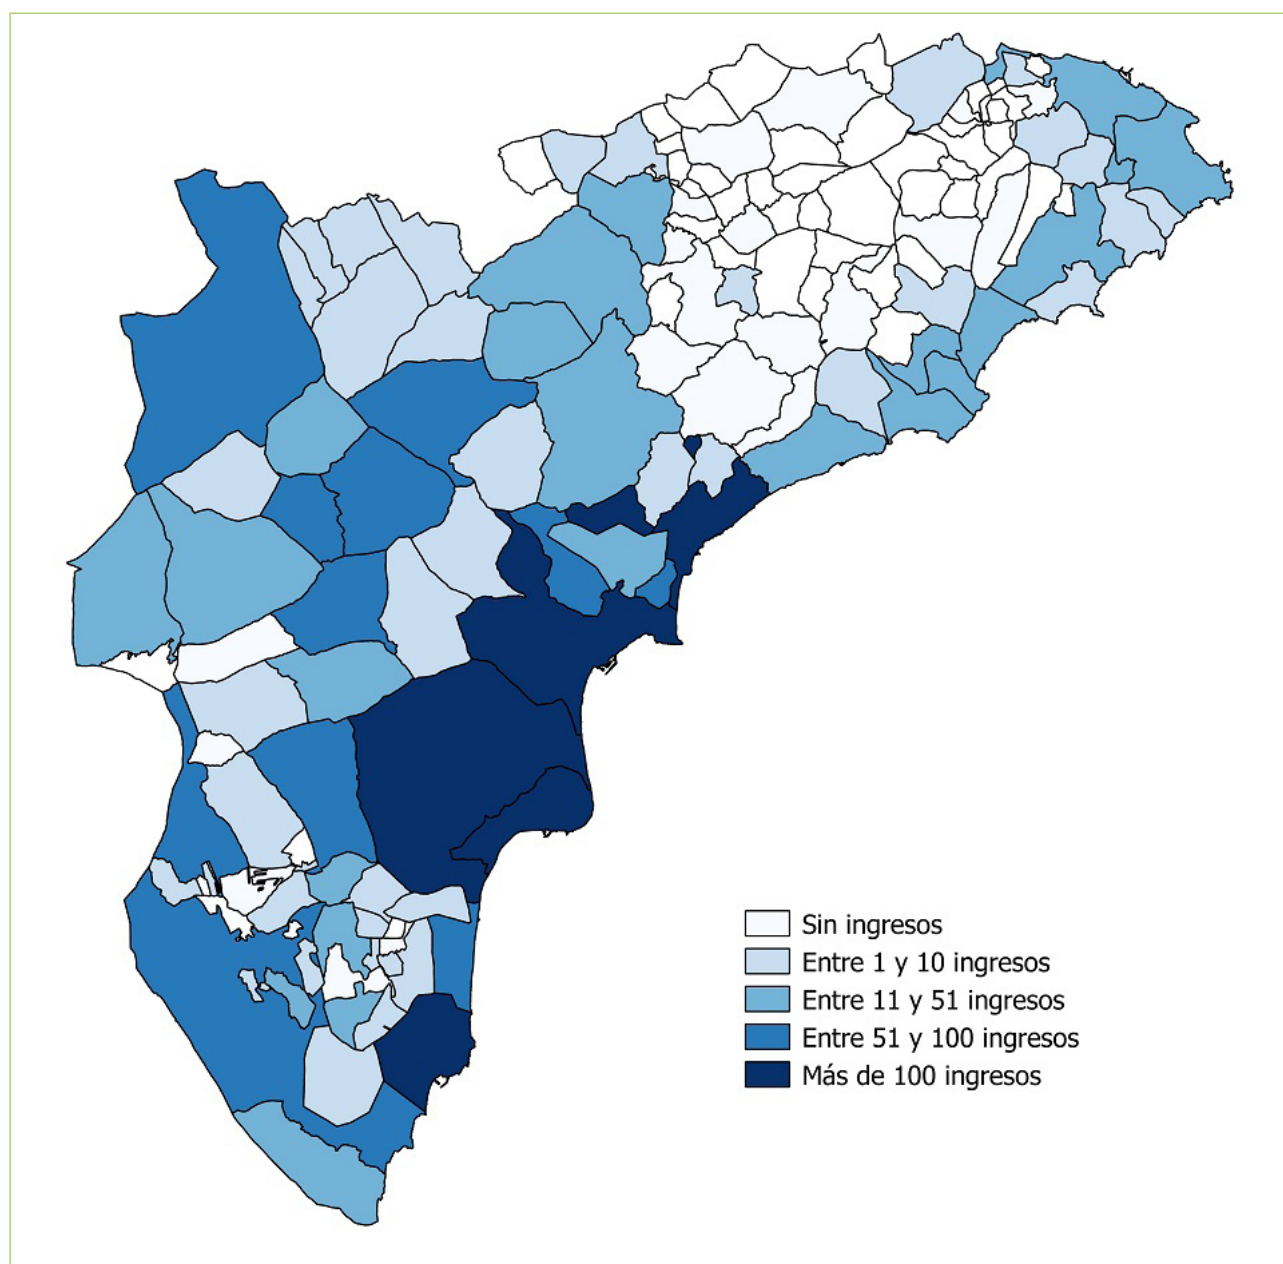 Sin ingresos
Entre 1 y 10 ingresos
Entre 11 y 51 ingresos
Entre 51 y 100 ingresos
Más de 100 ingresos